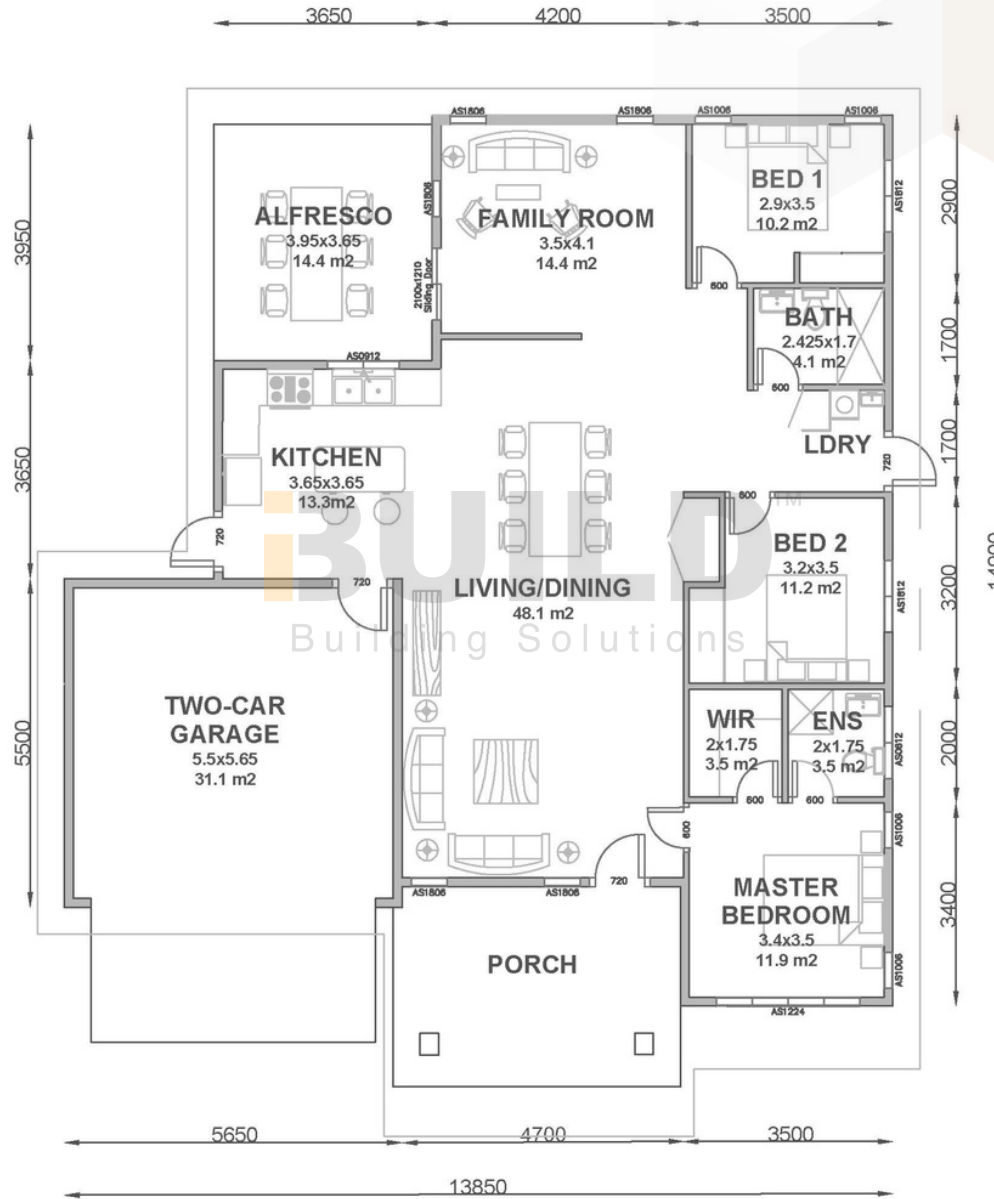 3650 4200 3500
AS1806 AS1806 AS1006 AS1006
ALFRESCO
3.95x3.65
14.4 m2
FAMILY ROOM
3.5x4.1
14.4 m2
BED 1
2.9x3.5
10.2 m2
AS1806
2100x1210
Sliding Door
AS1812
3950
2900
600
BATH
2.425x1.7
4.1 m2
600
1700
AS0912
KITCHEN
3.65x3.65
13.3m2
3650
LDRY
720
1700
720
600
iBUILD™
Building Solutions
BED 2
3.2x3.5
11.2 m2
AS1812
3200
720
LIVING/DINING
48.1 m2
TWO-CAR
GARAGE
5.5x5.65
31.1 m2
5500
WIR
2x1.75
3.5 m2
ENS
2x1.75
3.5 m2
AS0612
2000
600 600
600
AS1006
720
AS1806 AS1806
MASTER
BEDROOM
3.4x3.5
11.9 m2
AS1006
3400
AS1224
PORCH
5650 4700 3500
13850